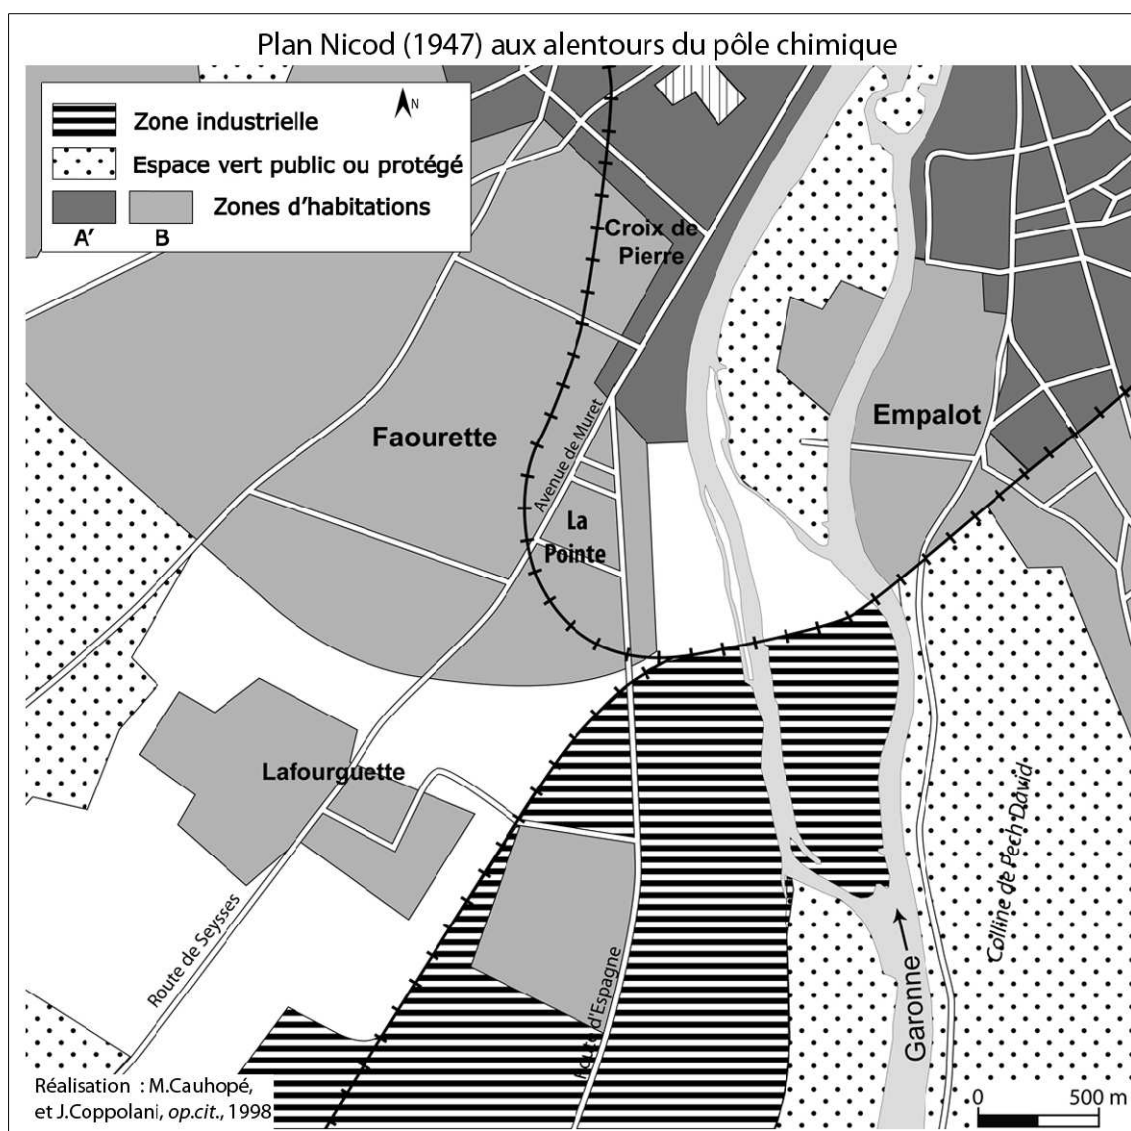 Plan Nicod (1947) aux alentours du pôle chimique
N
Zone industrielle
Espace vert public ou protégé
Zones d'habitations
A'
B
Croix de
Pierre
Faourette
Avenue de Muret
Empalot
La
Pointe
Lafourguette
Route de Seysses
Route d'Espagne
Garonne
Colline de Pech David
Réalisation : M.Cauhopé,
et J.Coppolani, op.cit., 1998
0 500 m